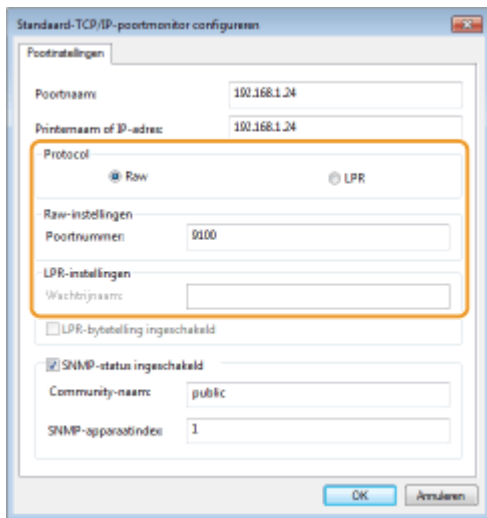 Standaard-TCP/IP-poortmonitor configureren
Poortinstellingen
Poortnaam: 192.168.1.24
Printernaam of IP-adres: 192.168.1.24
Protocol
Raw LPR
Raw-instellingen
Poortnummer: 9100
LPR-instellingen
Wachtrijnaam:
LPR-bytetelling ingeschakeld
SNMP-status ingeschakeld
Community-naam: public
SNMP-apparaatindex: 1
OK Annuleren